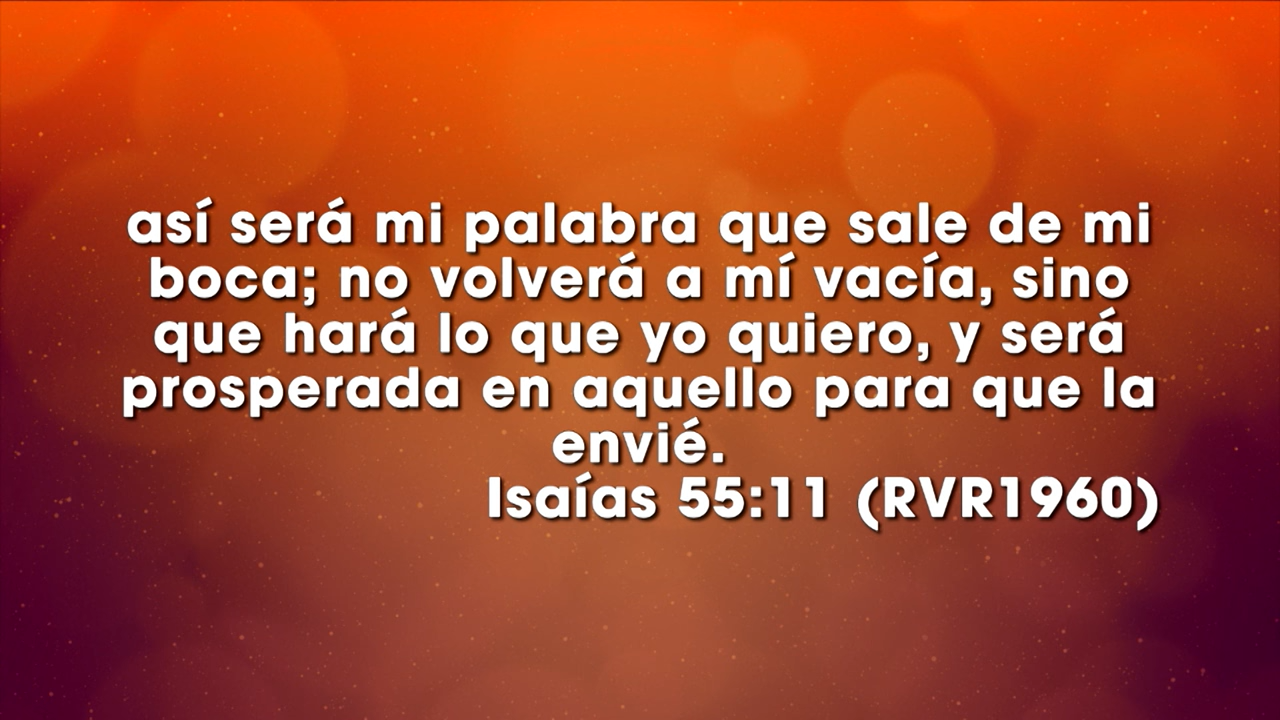 así será mi palabra que sale de mi
boca; no volverá a mí vacía, sino
que hará lo que yo quiero, y será
prosperada en aquello para que la
envié.
Isaías 55:11 (RVR1960)